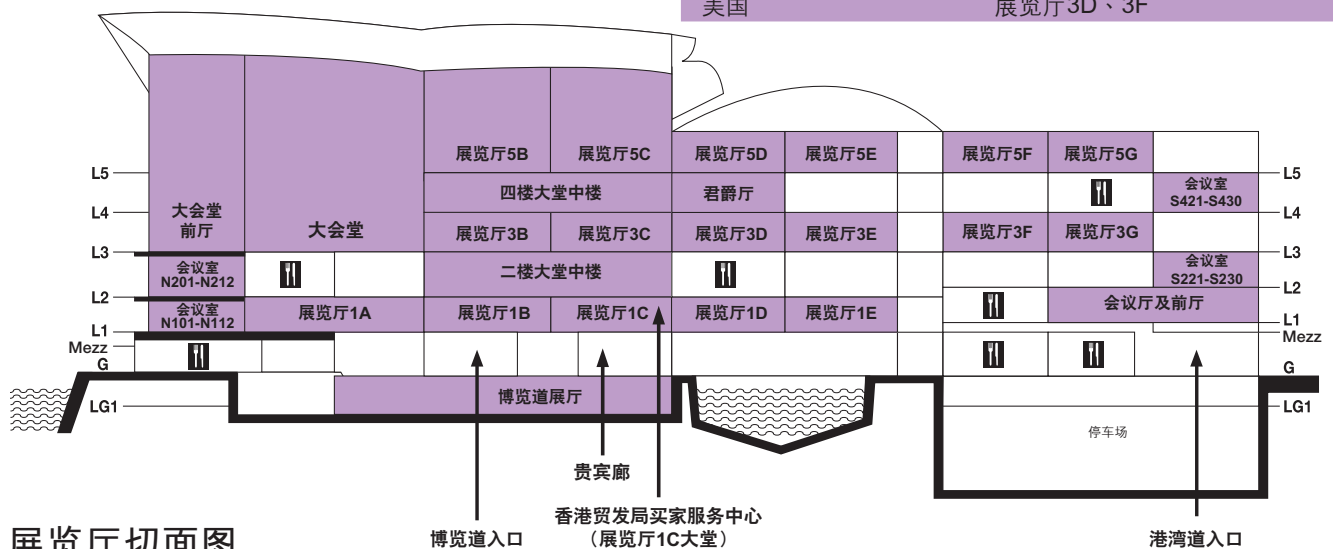 美国 展览厅3D、3F
展览厅5B 展览厅5C 展览厅5D 展览厅5E 展览厅5F 展览厅5G
L5 L5
四楼大堂中楼 君爵厅 会议室
S421-S430
L4 L4
大会堂
前厅
大会堂
展览厅3B 展览厅3C 展览厅3D 展览厅3E 展览厅3F 展览厅3G
L3 L3
会议室
N201-N212
二楼大堂中楼 会议室
S221-S230
L2 L2
会议室
N101-N112
展览厅1A 展览厅1B 展览厅1C 展览厅1D 展览厅1E 会议厅及前厅
L1 L1
Mezz Mezz
G G
博览道展厅
LG1 LG1
停车场
贵宾廊
香港贸发局买家服务中心
（展览厅1C大堂）
博览道入口 港湾道入口
展览厅切面图